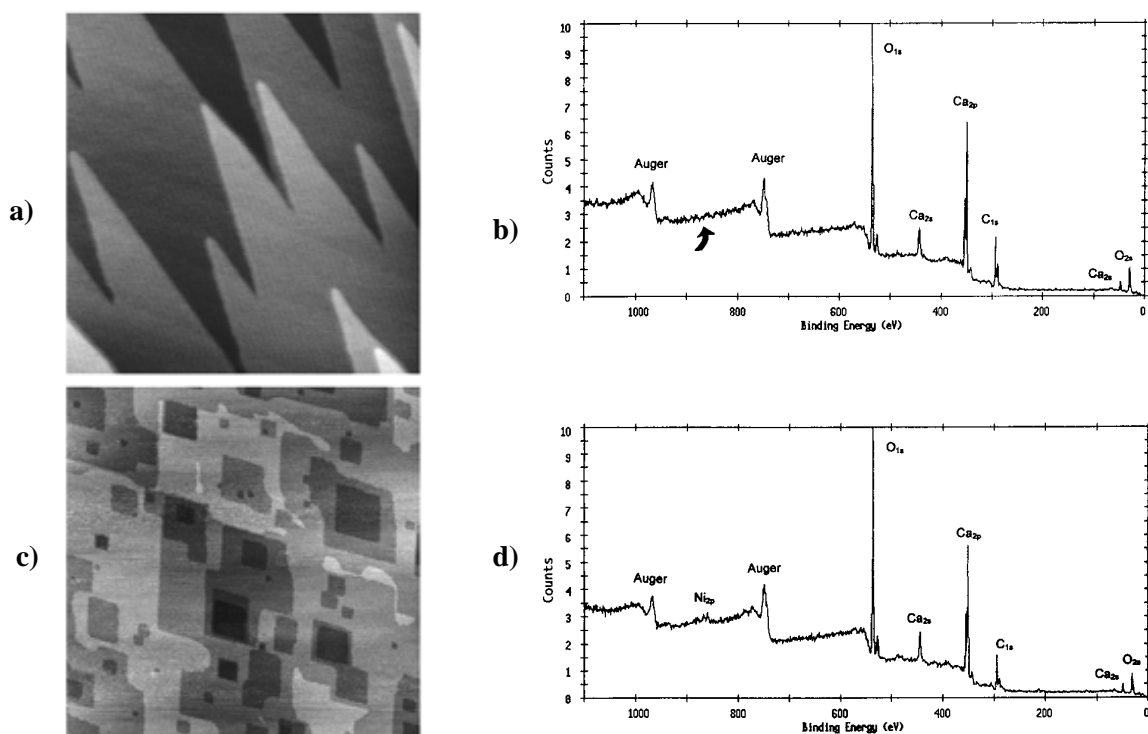 a)
b)
10
9
8
7
6
5
4
3
2
1
0
Counts
O1s
Ca2p
Auger
Auger
Ca2s
C1s
O2s
Ca2s
1000 800 600 400 200 0
Binding Energy (eV)
c)
d)
10
9
8
7
6
5
4
3
2
1
0
Counts
O1s
Ca2p
Auger
Auger
Ni2p
Ca2s
C1s
O2s
Ca2s
1000 800 600 400 200 0
Binding Energy (eV)